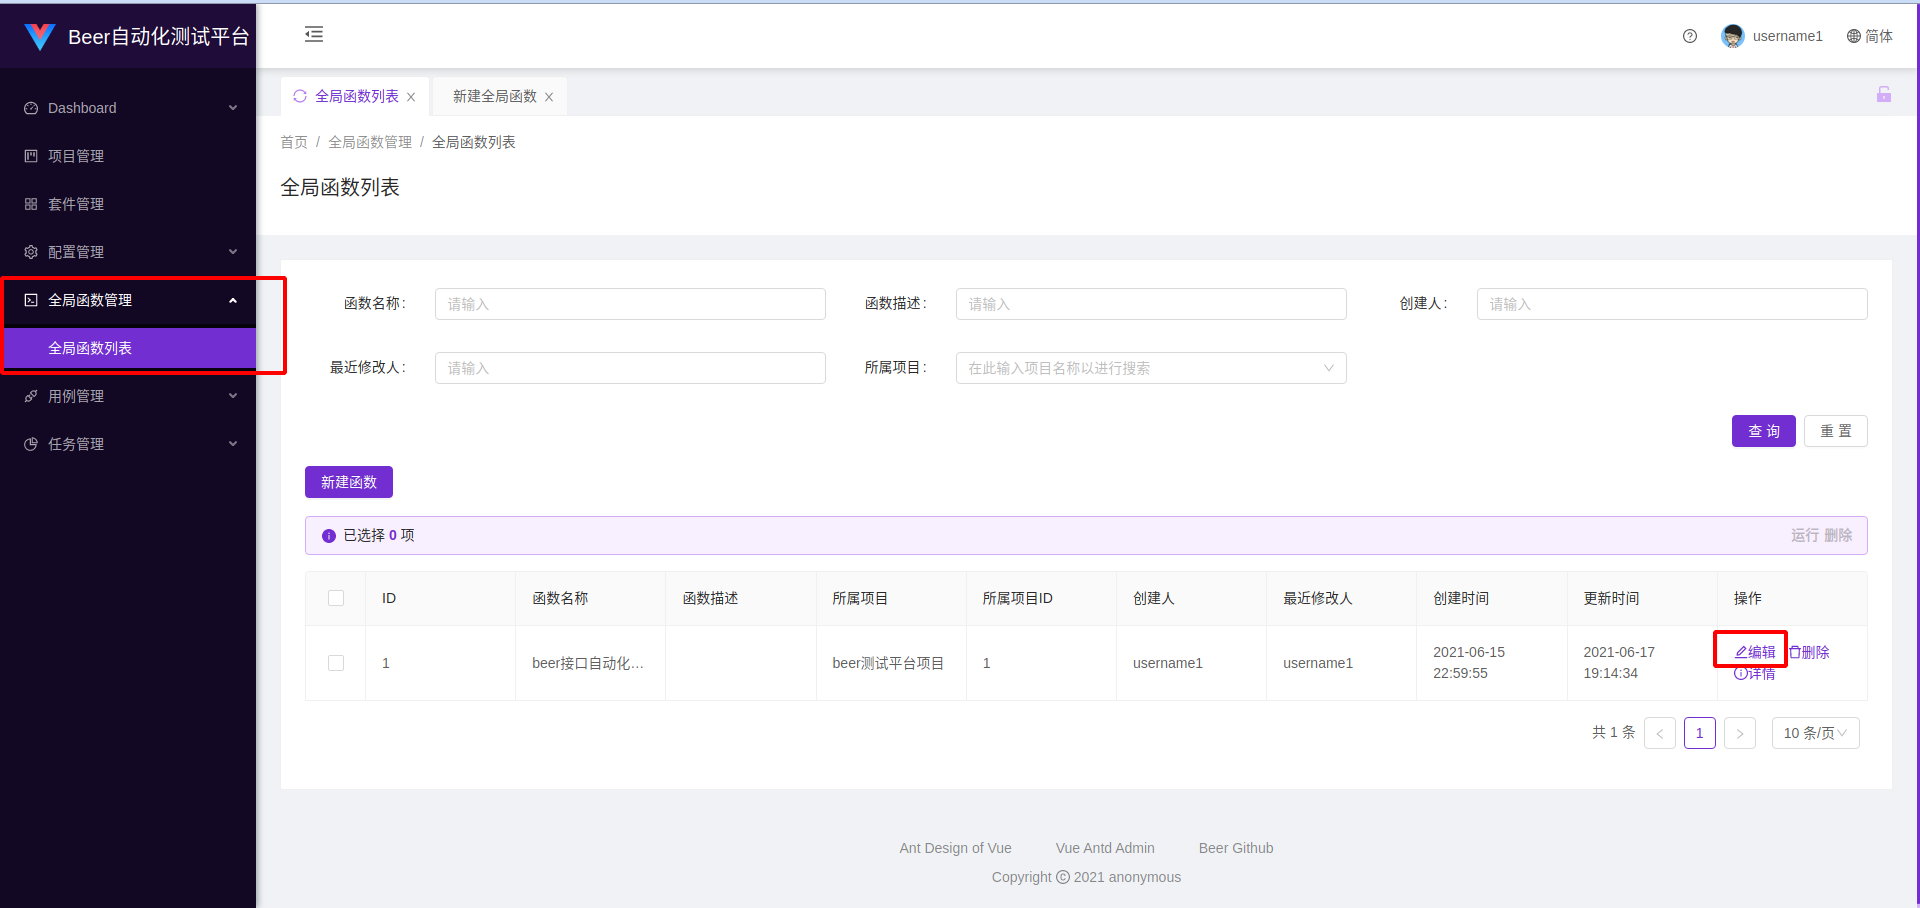 Beer自动化测试平台
username1
简体
Dashboard
项目管理
套件管理
配置管理
全局函数管理
全局函数列表
用例管理
任务管理
全局函数列表
新建全局函数
首页 / 全局函数管理 / 全局函数列表
全局函数列表
函数名称:
请输入
函数描述:
请输入
创建人:
请输入
最近修改人:
请输入
所属项目:
在此输入项目名称以进行搜索
查 询
重 置
新建函数
已选择 0 项
运行 删除
ID 函数名称 函数描述 所属项目 所属项目ID 创建人 最近修改人 创建时间 更新时间 操作
1 beer接口自动化... beer测试平台项目 1 username1 username1 2021-06-15 22:59:55 2021-06-17 19:14:34 编辑 删除 详情
共 1 条
1
10 条/页
Ant Design of Vue
Vue Antd Admin
Beer Github
Copyright © 2021 anonymous